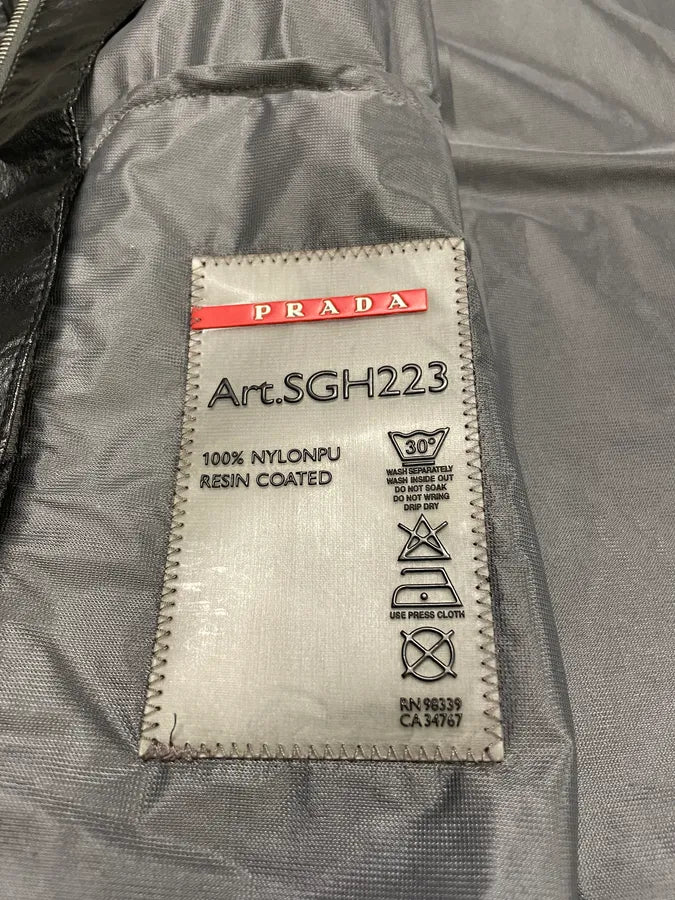 PRADA
Art.SGH223
100% NYLONPU
RESIN COATED
30°
WASH SEPARATELY
WASH INSIDE OUT
DO NOT SOAK
DO NOT WRING
DRIP DRY
USE PRESS CLOTH
RN 98339
CA 34767